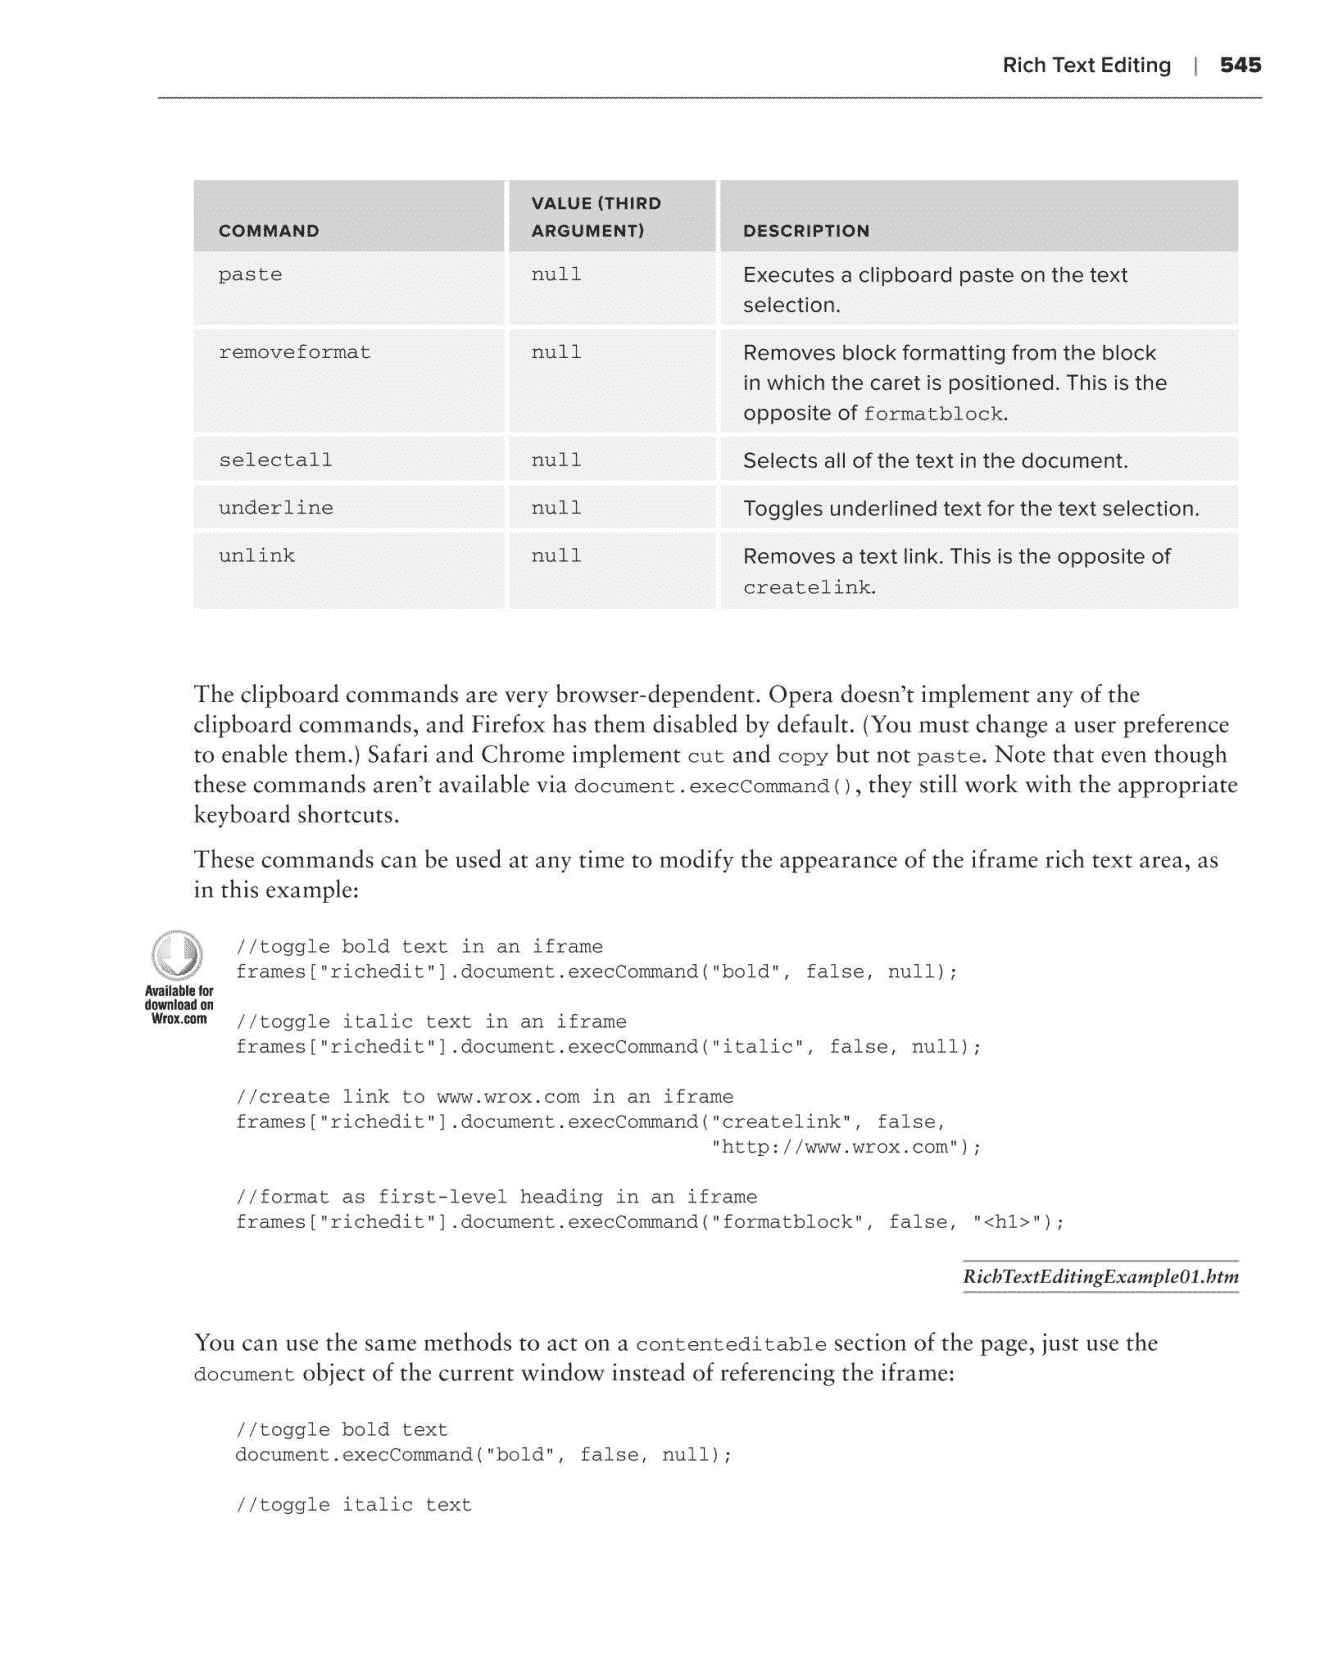 Rich Text Editing | 545
COMMAND
VALUE (THIRD
ARGUMENT)
DESCRIPTION
paste
null
Executes a clipboard paste on the text
selection.
removeformat
null
Removes block formatting from the block
in which the caret is positioned. This is the
opposite of formatblock.
selectall
null
Selects all of the text in the document.
underline
null
Toggles underlined text for the text selection.
unlink
null
Removes a text link. This is the opposite of
createlink.
The clipboard commands are very browser-dependent. Opera doesn’t implement any of the
clipboard commands, and Firefox has them disabled by default. (You must change a user preference
to enable them.) Safari and Chrome implement cut and copy but not paste. Note that even though
these commands aren’t available via document.execCommand(), they still work with the appropriate
keyboard shortcuts.
These commands can be used at any time to modify the appearance of the iframe rich text area, as
in this example:
Available for
download on
Wrox.com
//toggle bold text in an iframe
frames["richedit"].document.execCommand("bold", false, null);
//toggle italic text in an iframe
frames["richedit"].document.execCommand("italic", false, null);
//create link to www.wrox.com in an iframe
frames["richedit"].document.execCommand("createlink", false,
"http://www.wrox.com");
//format as first-level heading in an iframe
frames["richedit"].document.execCommand("formatblock", false, "<h1>");
RichTextEditingExample01.htm
You can use the same methods to act on a contenteditable section of the page, just use the
document object of the current window instead of referencing the iframe:
//toggle bold text
document.execCommand("bold", false, null);
//toggle italic text